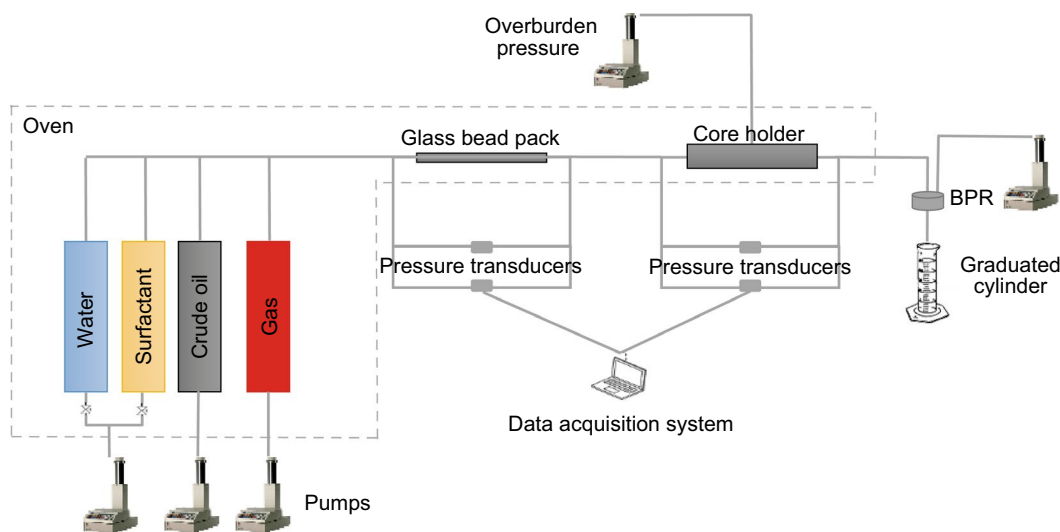 Overburden
pressure
Oven
Glass bead pack
Core holder
BPR
Pressure transducers
Pressure transducers
Graduated
cylinder
Water
Surfactant
Crude oil
Gas
Data acquisition system
Pumps